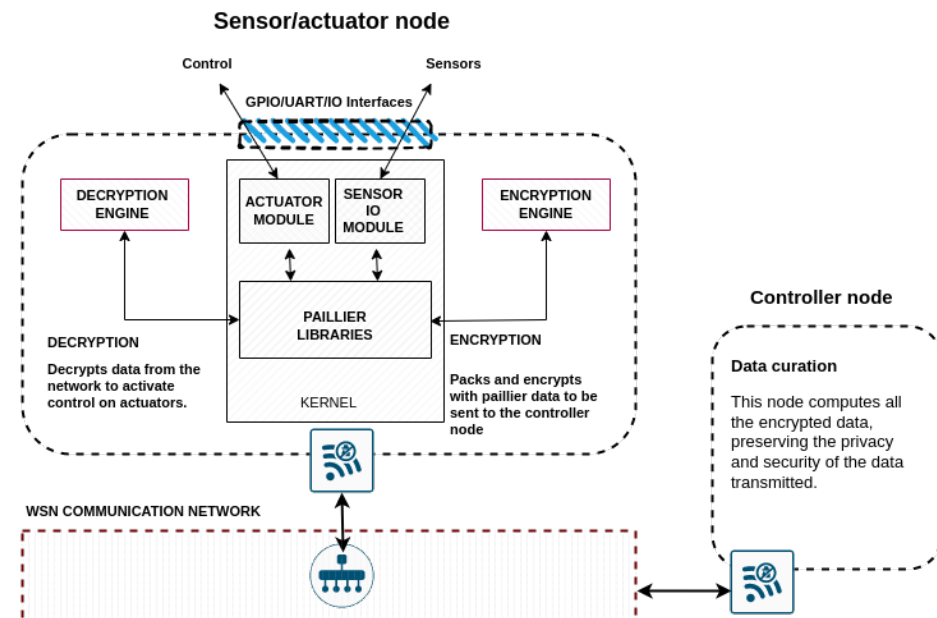 Sensor/actuator node
Control
Sensors
GPIO/UART/IO Interfaces
DECRYPTION
ENGINE
ACTUATOR
MODULE
SENSOR
IO
MODULE
ENCRYPTION
ENGINE
PAILLIER
LIBRARIES
DECRYPTION
Decrypts data from the
network to activate
control on actuators.
ENCRYPTION
Packs and encrypts
with paillier data to be
sent to the controller
node
KERNEL
WSN COMMUNICATION NETWORK
Controller node
Data curation
This node computes all
the encrypted data,
preserving the privacy
and security of the data
transmitted.